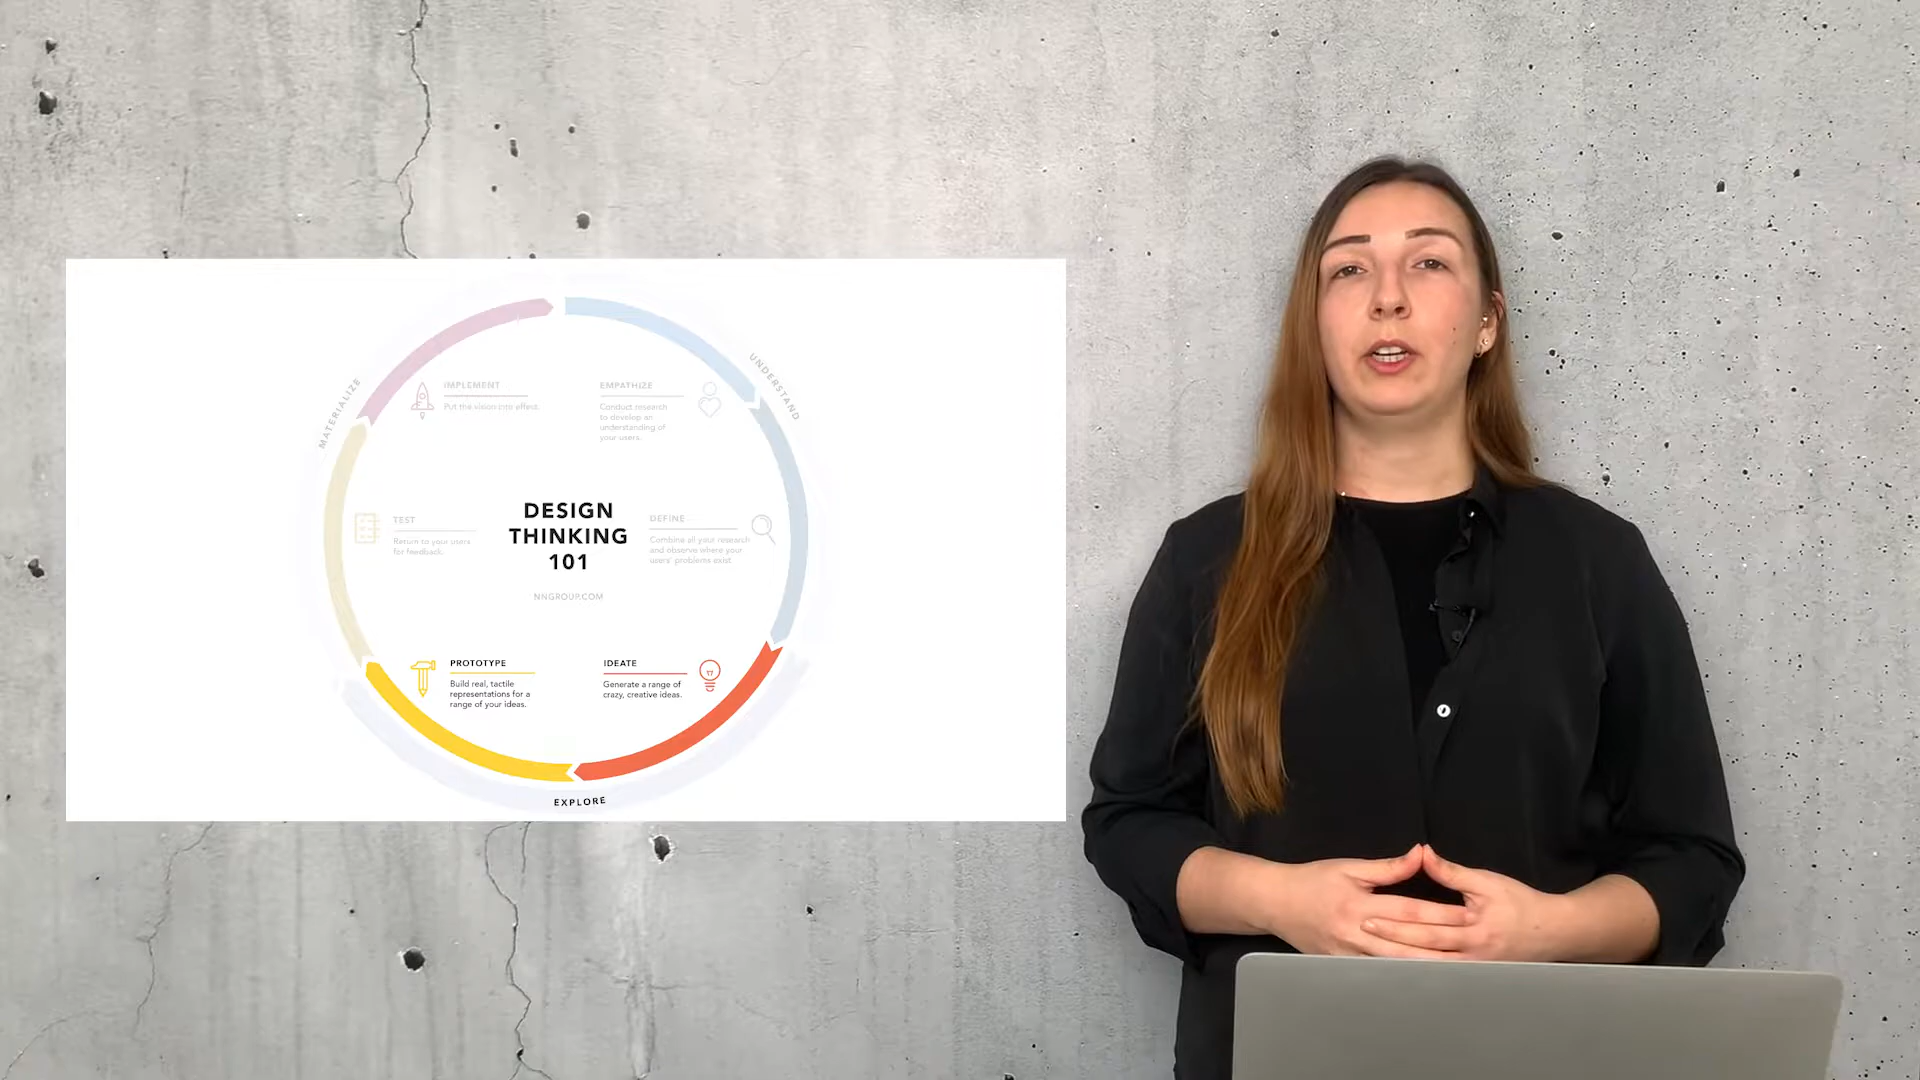 MATERIALIZE
UNDERSTAND
IMPLEMENT
Put the vision into effect.
EMPATHIZE
Conduct research
to develop an
understanding of
your users.
TEST
Return to your users
for feedback.
DESIGN
THINKING
101
NNGROUP.COM
DEFINE
Combine all your research
and observe where your
users' problems exist
PROTOTYPE
Build real, tactile
representations for a
range of your ideas.
IDEATE
Generate a range of
crazy, creative ideas.
EXPLORE